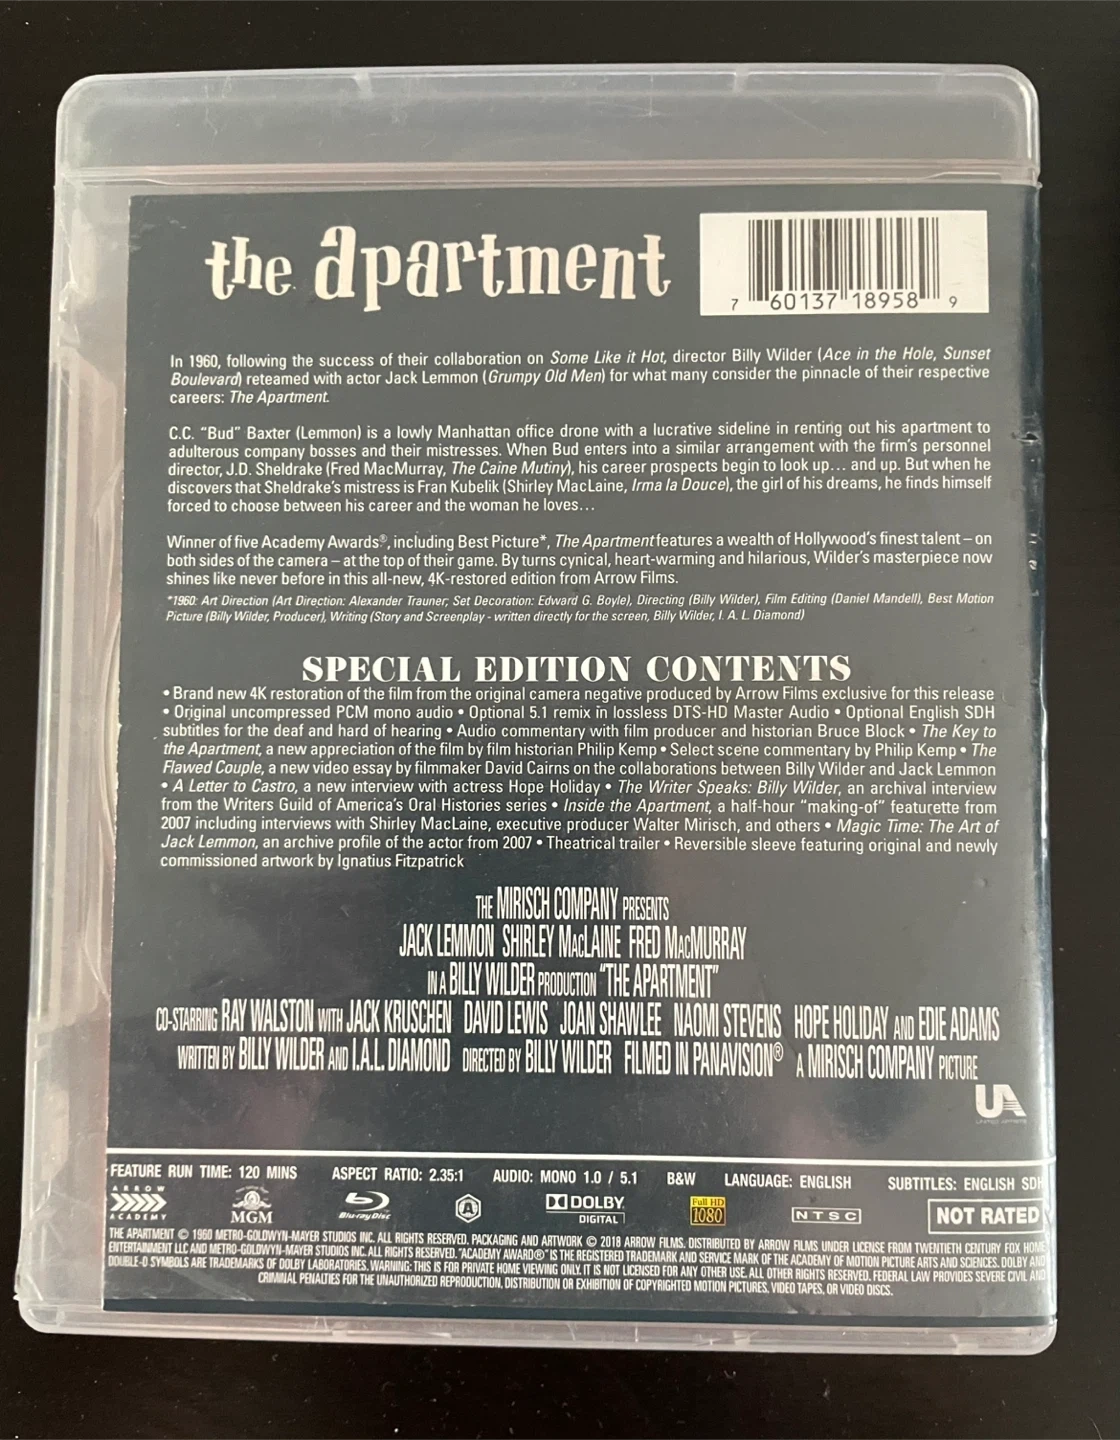 the apartment
7 60137 18958 9
In 1960, following the success of their collaboration on Some Like it Hot, director Billy Wilder (Ace in the Hole, Sunset
Boulevard) reteamed with actor Jack Lemmon (Grumpy Old Men) for what many consider the pinnacle of their respective
careers: The Apartment.
C.C. “Bud” Baxter (Lemmon) is a lowly Manhattan office drone with a lucrative sideline in renting out his apartment to
adulterous company bosses and their mistresses. When Bud enters into a similar arrangement with the firm's personnel
director, J.D. Sheldrake (Fred MacMurray, The Caine Mutiny), his career prospects begin to look up... and up. But when he
discovers that Sheldrake's mistress is Fran Kubelik (Shirley MacLaine, Irma la Douce), the girl of his dreams, he finds himself
forced to choose between his career and the woman he loves...
Winner of five Academy Awards®, including Best Picture*, The Apartment features a wealth of Hollywood's finest talent – on
both sides of the camera – at the top of their game. By turns cynical, heart-warming and hilarious, Wilder's masterpiece now
shines like never before in this all-new, 4K-restored edition from Arrow Films.
*1960: Art Direction (Art Direction: Alexander Trauner; Set Decoration: Edward G. Boyle), Directing (Billy Wilder), Film Editing (Daniel Mandell), Best Motion
Picture (Billy Wilder, Producer), Writing (Story and Screenplay - written directly for the screen, Billy Wilder, I. A. L. Diamond)
SPECIAL EDITION CONTENTS
• Brand new 4K restoration of the film from the original camera negative produced by Arrow Films exclusive for this release
• Original uncompressed PCM mono audio • Optional 5.1 remix in lossless DTS-HD Master Audio • Optional English SDH
subtitles for the deaf and hard of hearing • Audio commentary with film producer and historian Bruce Block • The Key to
the Apartment, a new appreciation of the film by film historian Philip Kemp • Select scene commentary by Philip Kemp • The
Flawed Couple, a new video essay by filmmaker David Cairns on the collaborations between Billy Wilder and Jack Lemmon
• A Letter to Castro, a new interview with actress Hope Holiday • The Writer Speaks: Billy Wilder, an archival interview
from the Writers Guild of America's Oral Histories series • Inside the Apartment, a half-hour “making-of” featurette from
2007 including interviews with Shirley MacLaine, executive producer Walter Mirisch, and others • Magic Time: The Art of
Jack Lemmon, an archive profile of the actor from 2007 • Theatrical trailer • Reversible sleeve featuring original and newly
commissioned artwork by Ignatius Fitzpatrick
THE MIRISCH COMPANY PRESENTS
JACK LEMMON SHIRLEY MACLAINE FRED MACMURRAY
IN A BILLY WILDER PRODUCTION “THE APARTMENT”
CO-STARRING RAY WALSTON WITH JACK KRUSCHEN DAVID LEWIS JOAN SHAWLEE NAOMI STEVENS HOPE HOLIDAY AND EDIE ADAMS
WRITTEN BY BILLY WILDER AND I.A.L. DIAMOND DIRECTED BY BILLY WILDER FILMED IN PANAVISION® A MIRISCH COMPANY PICTURE
UA
UNITED ARTISTS
FEATURE RUN TIME: 120 MINS ASPECT RATIO: 2.35:1 AUDIO: MONO 1.0 / 5.1 B&W LANGUAGE: ENGLISH SUBTITLES: ENGLISH SDH
ARROW ACADEMY MGM Blu-ray Disc A DOLBY DIGITAL Full HD 1080 NTSC NOT RATED
THE APARTMENT © 1960 METRO-GOLDWYN-MAYER STUDIOS INC. ALL RIGHTS RESERVED. PACKAGING AND ARTWORK © 2018 ARROW FILMS. DISTRIBUTED BY ARROW FILMS UNDER LICENSE FROM TWENTIETH CENTURY FOX HOME
ENTERTAINMENT LLC AND METRO-GOLDWYN-MAYER STUDIOS INC. ALL RIGHTS RESERVED. “ACADEMY AWARD®” IS THE REGISTERED TRADEMARK AND SERVICE MARK OF THE ACADEMY OF MOTION PICTURE ARTS AND SCIENCES. DOLBY AND
DOUBLE-D SYMBOLS ARE TRADEMARKS OF DOLBY LABORATORIES. WARNING: THIS IS FOR PRIVATE HOME VIEWING ONLY. IT IS NOT LICENSED FOR ANY OTHER USE. ALL OTHER RIGHTS RESERVED. FEDERAL LAW PROVIDES SEVERE CIVIL AND
CRIMINAL PENALTIES FOR THE UNAUTHORIZED REPRODUCTION, DISTRIBUTION OR EXHIBITION OF COPYRIGHTED MOTION PICTURES, VIDEO TAPES, OR VIDEO DISCS.